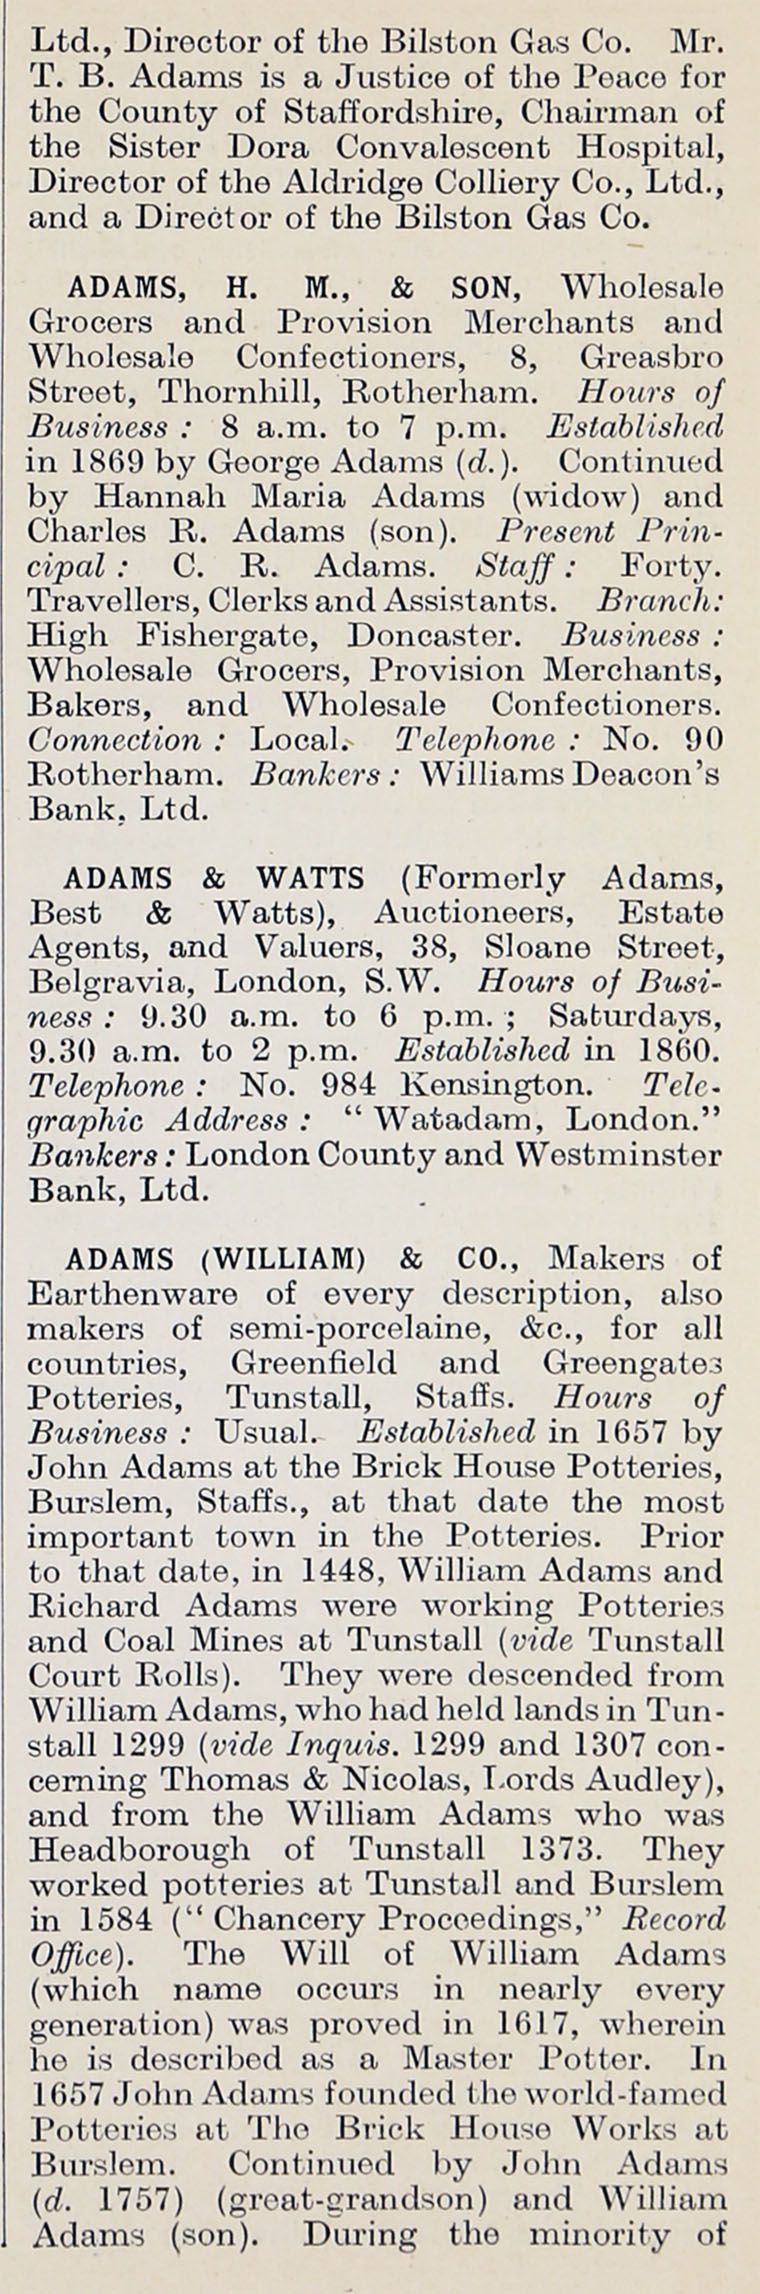 Ltd., Director of the Bilston Gas Co. Mr.
T. B. Adams is a Justice of the Peace for
the County of Staffordshire, Chairman of
the Sister Dora Convalescent Hospital,
Director of the Aldridge Colliery Co., Ltd.,
and a Director of the Bilston Gas Co.
ADAMS, H. M., & SON, Wholesale
Grocers and Provision Merchants and
Wholesale Confectioners, 8, Greasbro
Street, Thornhill, Rotherham. Hours of
Business : 8 a.m. to 7 p.m. Established
in 1869 by George Adams (d.). Continued
by Hannah Maria Adams (widow) and
Charles R. Adams (son). Present Prin-
cipal : C. R. Adams. Staff : Forty.
Travellers, Clerks and Assistants. Branch:
High Fishergate, Doncaster. Business :
Wholesale Grocers, Provision Merchants,
Bakers, and Wholesale Confectioners.
Connection : Local. Telephone : No. 90
Rotherham. Bankers : Williams Deacon's
Bank, Ltd.
ADAMS & WATTS (Formerly Adams,
Best & Watts), Auctioneers, Estate
Agents, and Valuers, 38, Sloane Street,
Belgravia, London, S.W. Hours of Busi-
ness : 9.30 a.m. to 6 p.m. ; Saturdays,
9.30 a.m. to 2 p.m. Established in 1860.
Telephone : No. 984 Kensington. Tele-
graphic Address : " Watadam, London."
Bankers : London County and Westminster
Bank, Ltd.
ADAMS (WILLIAM) & CO., Makers of
Earthenware of every description, also
makers of semi-porcelaine, &c., for all
countries, Greenfield and Greengates
Potteries, Tunstall, Staffs. Hours of
Business : Usual. Established in 1657 by
John Adams at the Brick House Potteries,
Burslem, Staffs., at that date the most
important town in the Potteries. Prior
to that date, in 1448, William Adams and
Richard Adams were working Potteries
and Coal Mines at Tunstall (vide Tunstall
Court Rolls). They were descended from
William Adams, who had held lands in Tun-
stall 1299 (vide Inquis. 1299 and 1307 con-
cerning Thomas & Nicolas, Lords Audley),
and from the William Adams who was
Headborough of Tunstall 1373. They
worked potteries at Tunstall and Burslem
in 1584 (" Chancery Proceedings," Record
Office). The Will of William Adams
(which name occurs in nearly every
generation) was proved in 1617, wherein
he is described as a Master Potter. In
1657 John Adams founded the world-famed
Potteries at The Brick House Works at
Burslem. Continued by John Adams
(d. 1757) (great-grandson) and William
Adams (son). During the minority of